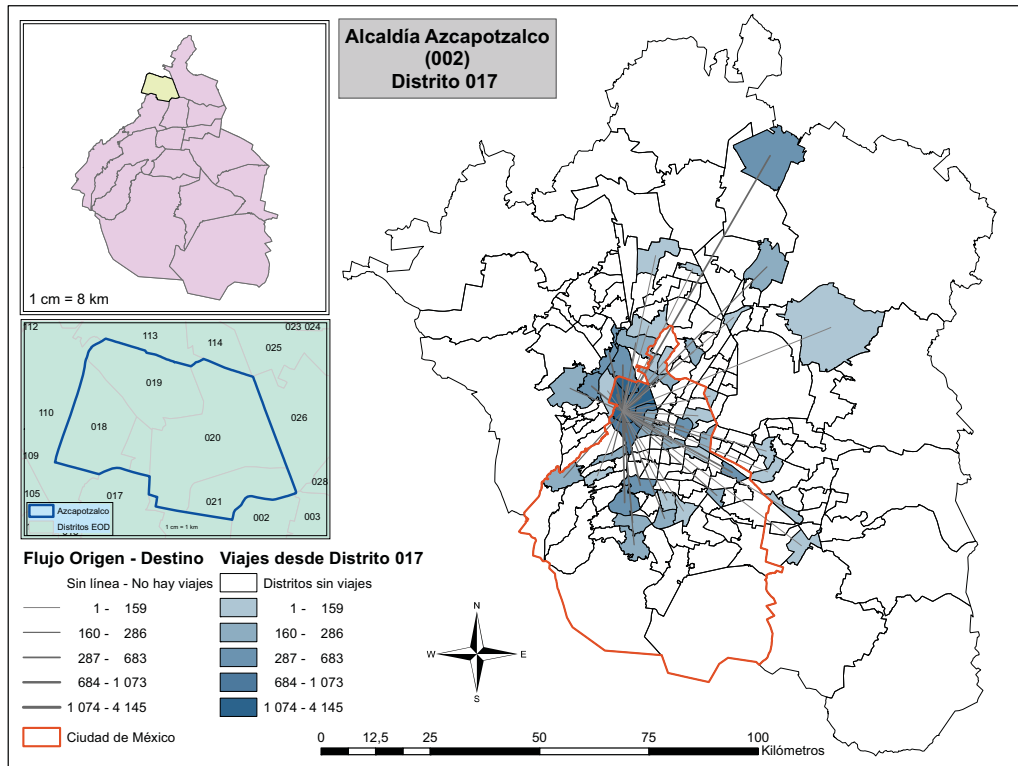 Alcaldía Azcapotzalco
(002)
Distrito 017
1 cm = 8 km
112
113
114
023
024
025
019
110
018
020
026
109
105
017
021
002
028
003
Azcapotzalco
Distritos EOD
1 cm = 1 km
Flujo Origen - Destino
Sin línea - No hay viajes
1 - 159
160 - 286
287 - 683
684 - 1 073
1 074 - 4 145
Ciudad de México
Viajes desde Distrito 017
Distritos sin viajes
1 - 159
160 - 286
287 - 683
684 - 1 073
1 074 - 4 145
N
W
E
S
0
12,5
25
50
75
100
Kilómetros